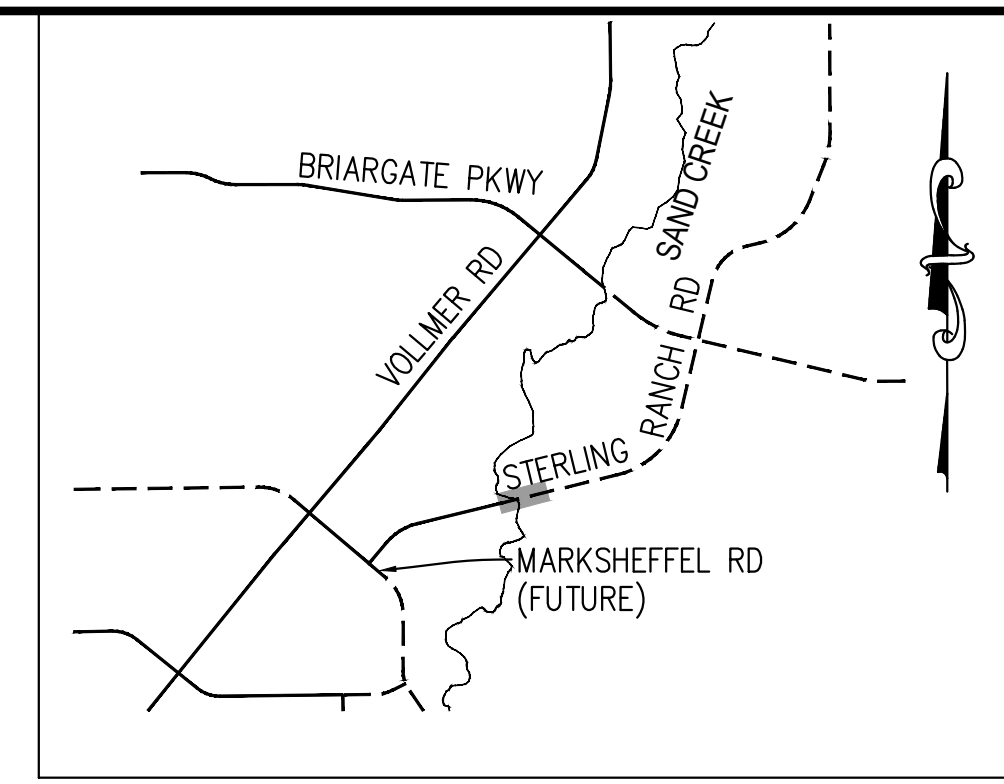 BRIARGATE PKWY
SAND CREEK
VOLLMER RD
STERLING RANCH RD
MARKSHEFFEL RD
(FUTURE)